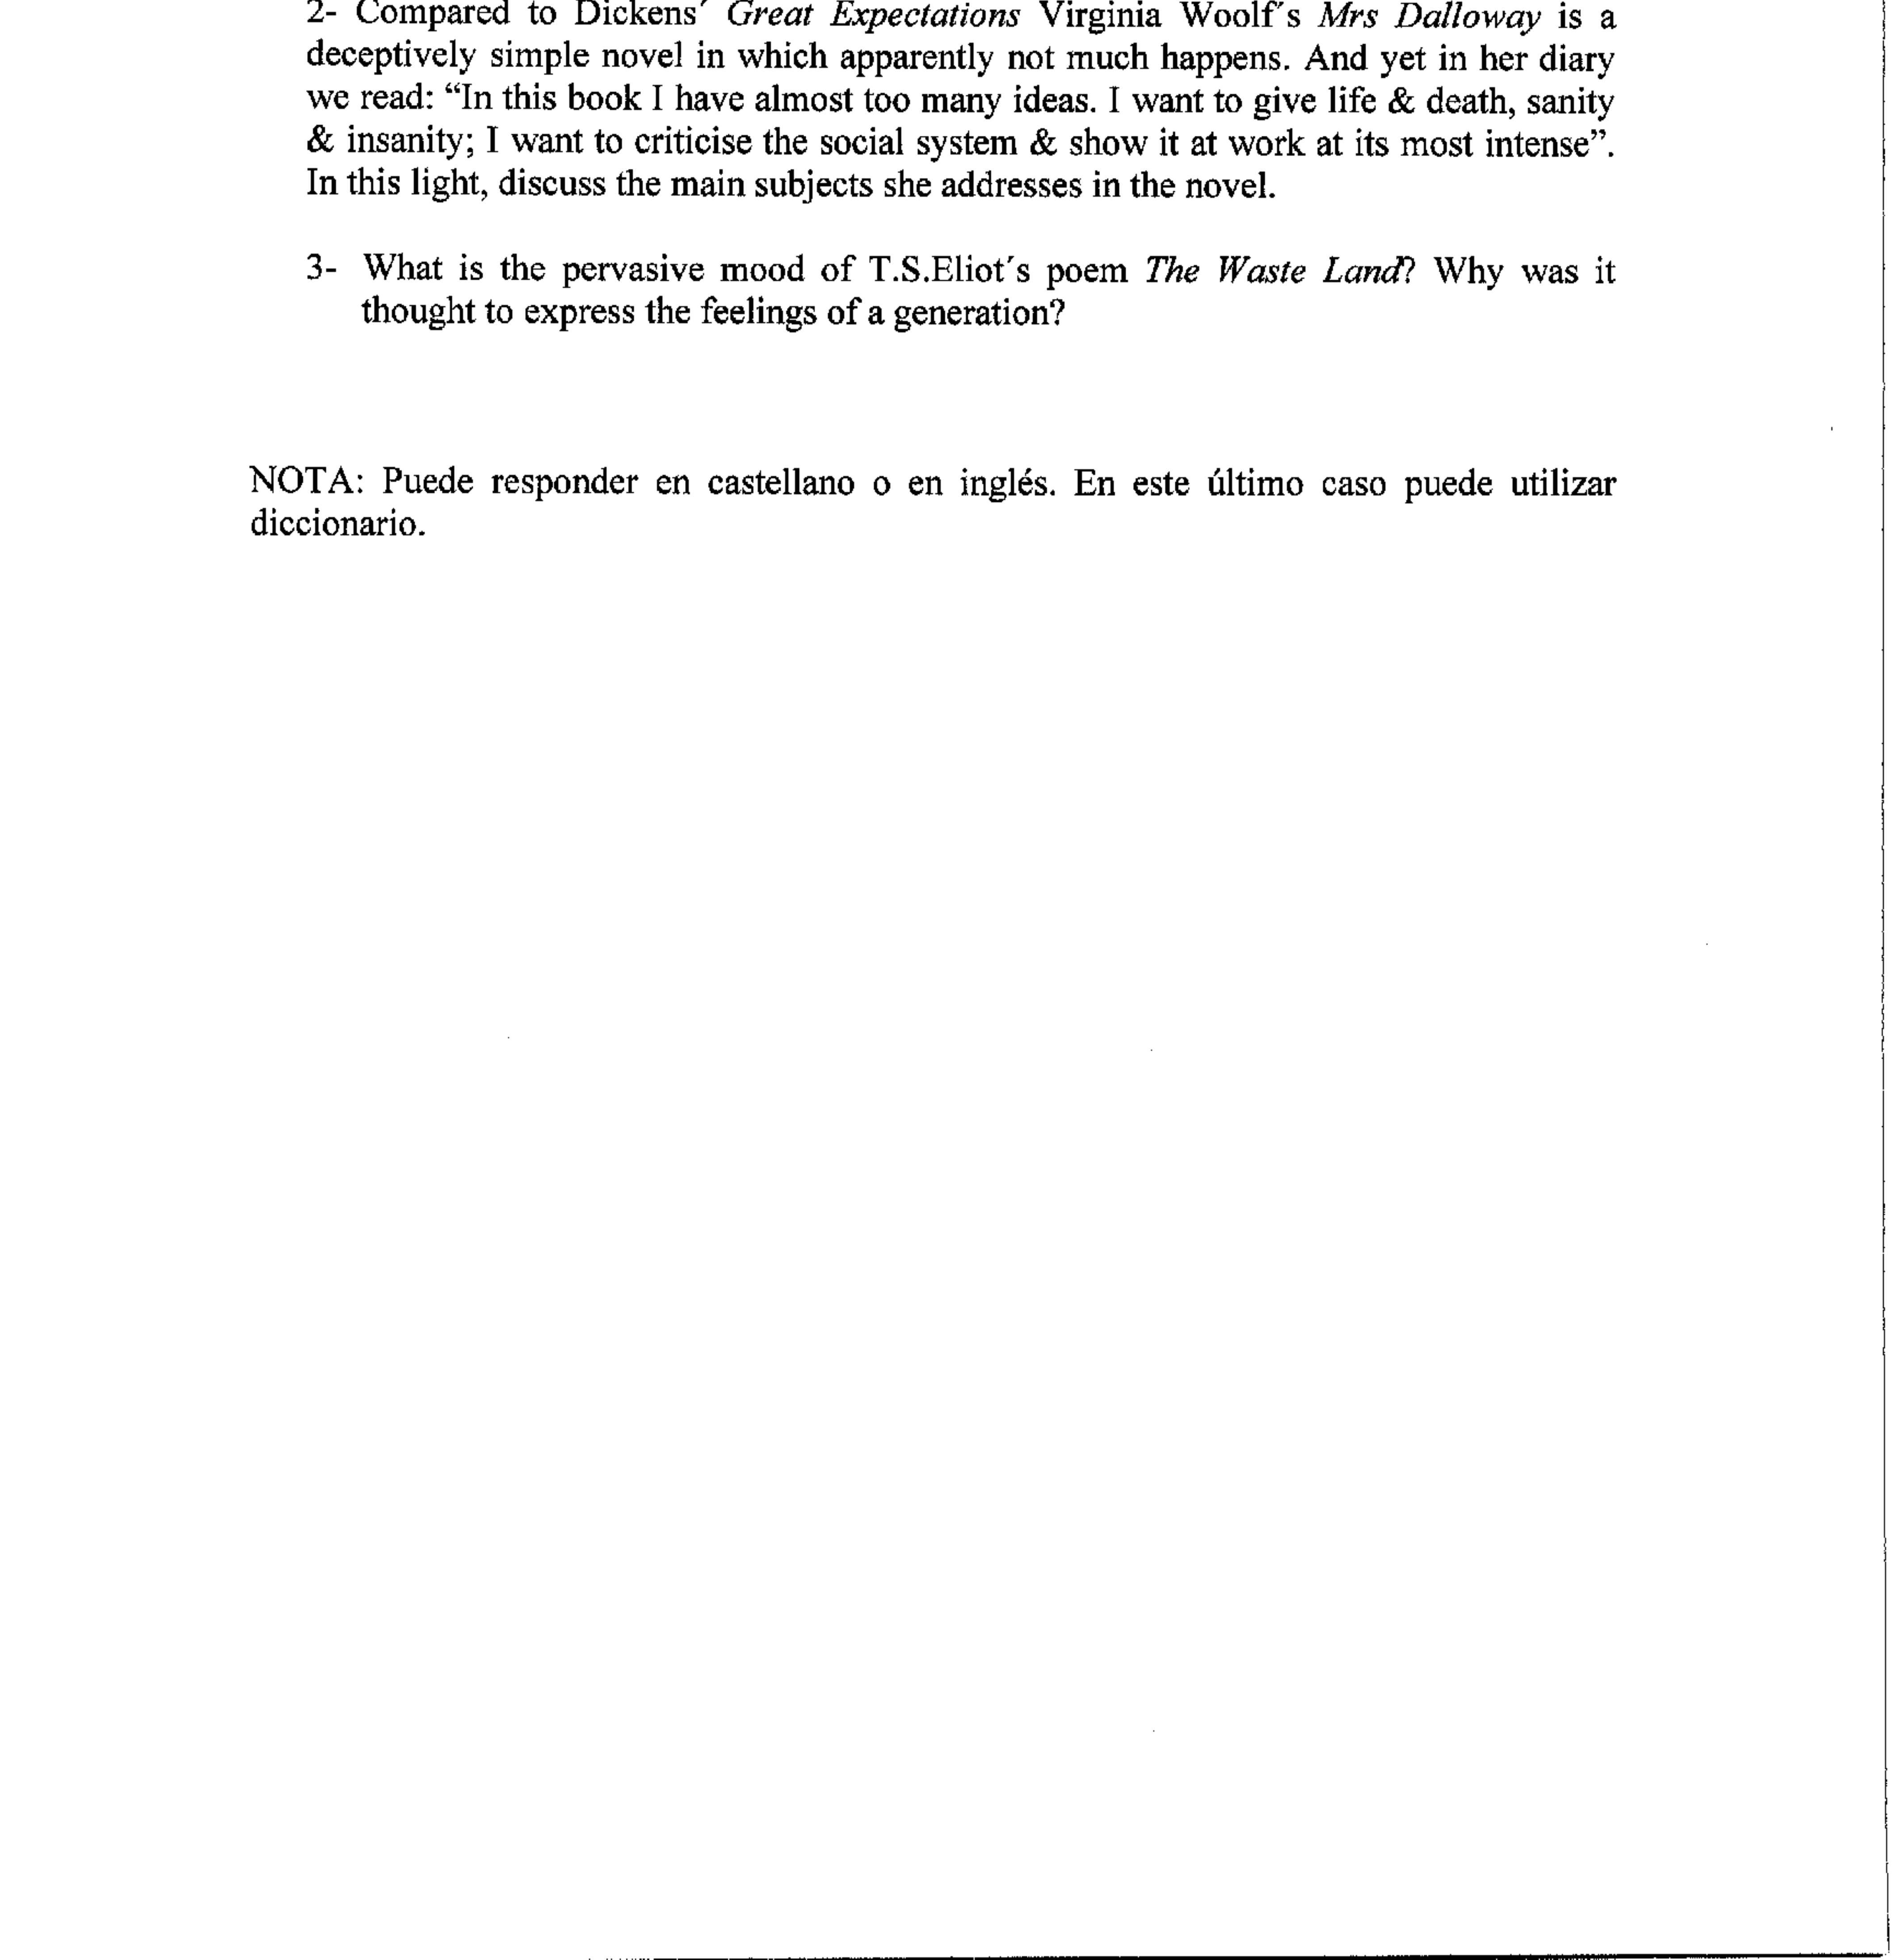 2- Compared to Dickens´ Great Expectations Virginia Woolf´s Mrs Dalloway is a
deceptively simple novel in which apparently not much happens. And yet in her diary
we read: “In this book I have almost too many ideas. I want to give life & death, sanity
& insanity; I want to criticise the social system & show it at work at its most intense”.
In this light, discuss the main subjects she addresses in the novel.
3- What is the pervasive mood of T.S.Eliot´s poem The Waste Land? Why was it
thought to express the feelings of a generation?
NOTA: Puede responder en castellano o en inglés. En este último caso puede utilizar
diccionario.